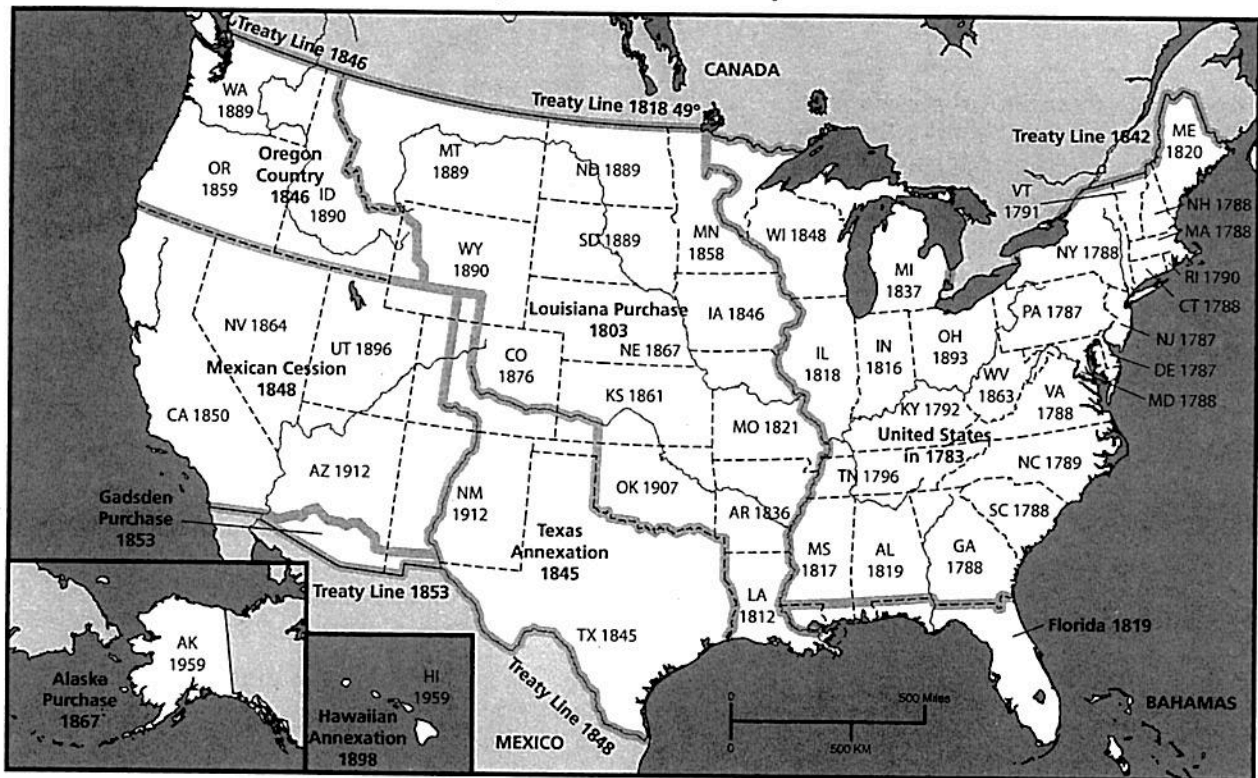 Treaty Line 1846
CANADA
Treaty Line 1818 49°
Treaty Line 1842
WA
1889
OR
1859
Oregon
Country
1846
ID
1890
MT
1889
ND 1889
SD 1889
MN
1858
WI 1848
MI
1837
ME
1820
VT
1791
NH 1788
MA 1788
NY 1788
RI 1790
CT 1788
WY
1890
Louisiana Purchase
1803
NE 1867
IA 1846
PA 1787
NJ 1787
DE 1787
MD 1788
NV 1864
UT 1896
Mexican Cession
1848
CO
1876
KS 1861
IL
1818
IN
1816
OH
1893
WV
1863
VA
1788
KY 1792
United States
in 1783
CA 1850
MO 1821
TN 1796
NC 1789
AZ 1912
NM
1912
OK 1907
AR 1836
SC 1788
Gadsden
Purchase
1853
Texas
Annexation
1845
MS
1817
AL
1819
GA
1788
Treaty Line 1853
LA
1812
TX 1845
Florida 1819
AK
1959
Alaska
Purchase
1867
HI
1959
Hawaiian
Annexation
1898
Treaty Line 1848
MEXICO
0
500 Miles
0
500 KM
BAHAMAS